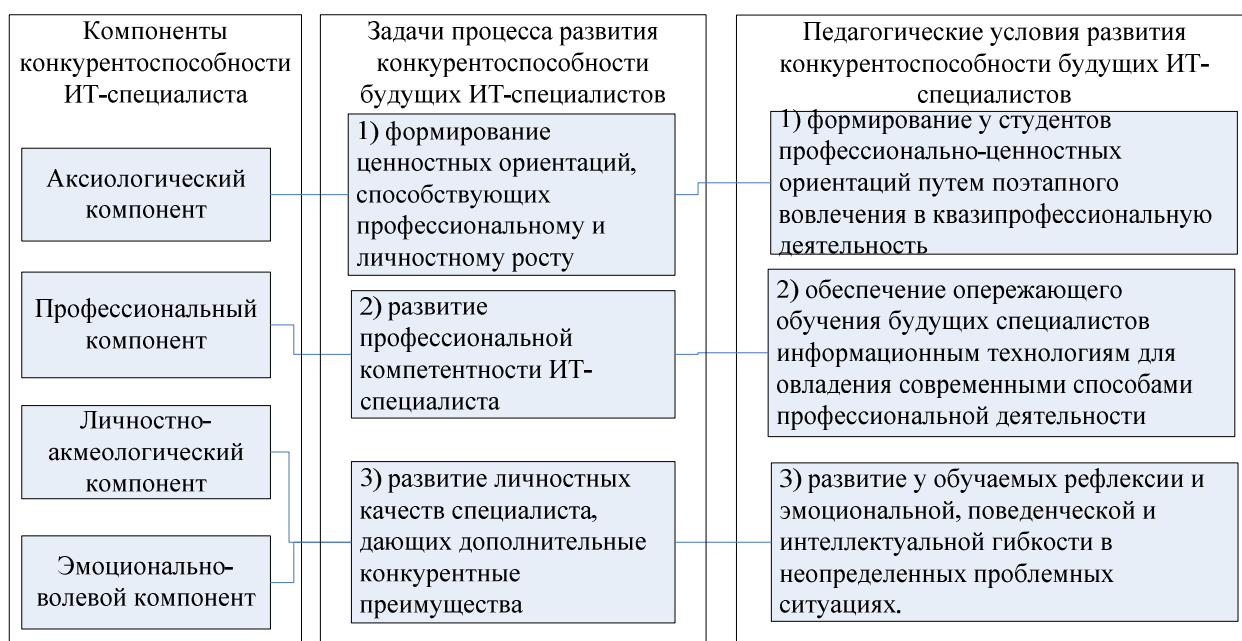 Компоненты
конкурентоспособности
ИТ-специалиста
Аксиологический
компонент
Профессиональный
компонент
Личностно-
акмеологический
компонент
Эмоционально-
волевой компонент
Задачи процесса развития
конкурентоспособности
будущих ИТ-специалистов
1) формирование
ценностных ориентаций,
способствующих
профессиональному и
личностному росту
2) развитие
профессиональной
компетентности ИТ-
специалиста
3) развитие личностных
качеств специалиста,
дающих дополнительные
конкурентные
преимущества
Педагогические условия развития
конкурентоспособности будущих ИТ-
специалистов
1) формирование у студентов
профессионально-ценностных
ориентаций путем поэтапного
вовлечения в квазипрофессиональную
деятельность
2) обеспечение опережающего
обучения будущих специалистов
информационным технологиям для
овладения современными способами
профессиональной деятельности
3) развитие у обучаемых рефлексии и
эмоциональной, поведенческой и
интеллектуальной гибкости в
неопределенных проблемных
ситуациях.